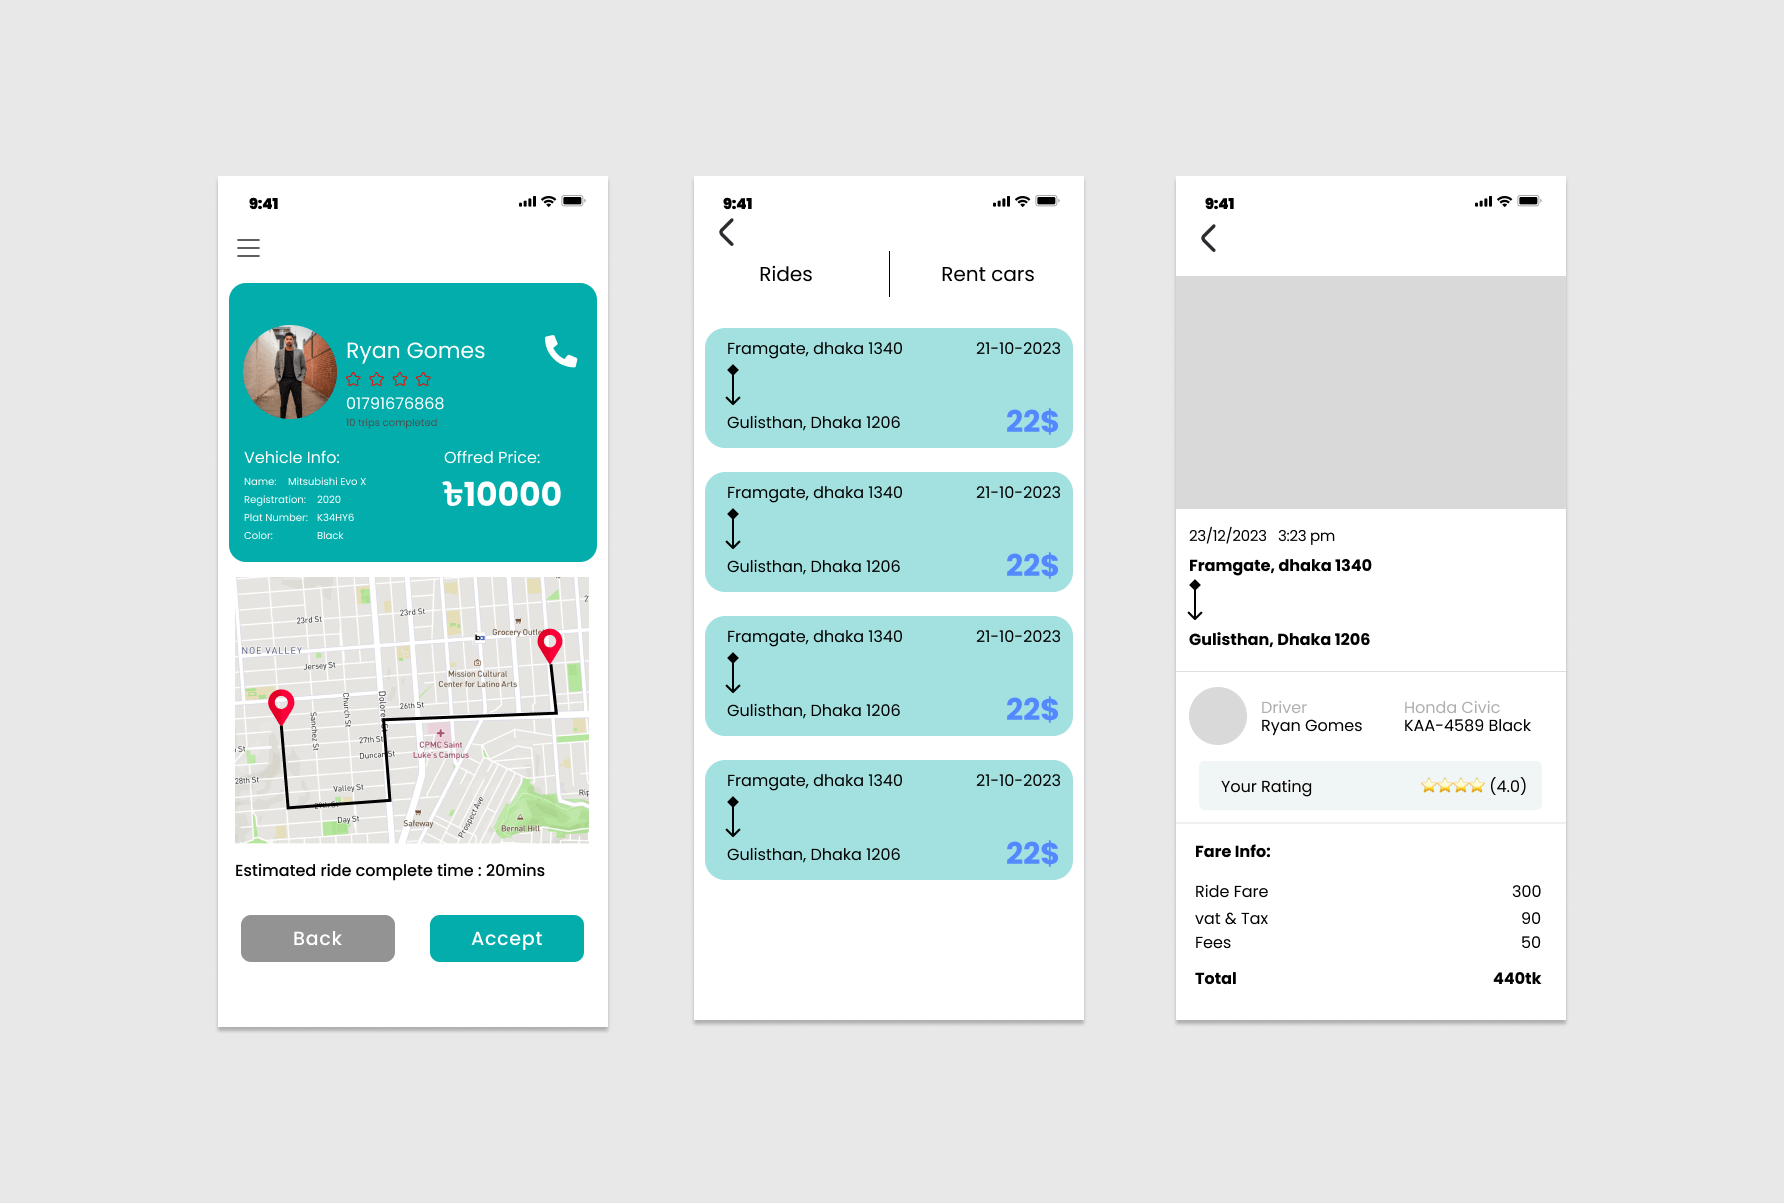 9:41
Ryan Gomes
01791676868
10 trips completed
Vehicle Info:
Offred Price:
Name: Mitsubishi Evo X
৳10000
Registration: 2020
Plat Number: K34HY6
Color: Black
23rd St
23rd St
Grocery Outlet
NOE VALLEY
Jersey St
Mission Cultural
Center for Latino Arts
Church St
Dolores St
26th St
Sanchez St
27th St
CPMC Saint
Luke's Campus
Duncan St
28th St
Valley St
29th St
Day St
Safeway
Prospect Ave
Bernal Hill
Estimated ride complete time : 20mins
Back
Accept
9:41
Rides
Rent cars
Framgate, dhaka 1340
21-10-2023
Gulisthan, Dhaka 1206
22$
Framgate, dhaka 1340
21-10-2023
Gulisthan, Dhaka 1206
22$
Framgate, dhaka 1340
21-10-2023
Gulisthan, Dhaka 1206
22$
Framgate, dhaka 1340
21-10-2023
Gulisthan, Dhaka 1206
22$
9:41
23/12/2023 3:23 pm
Framgate, dhaka 1340
Gulisthan, Dhaka 1206
Driver
Honda Civic
Ryan Gomes
KAA-4589 Black
Your Rating
(4.0)
Fare Info:
Ride Fare 300
vat & Tax 90
Fees 50
Total 440tk